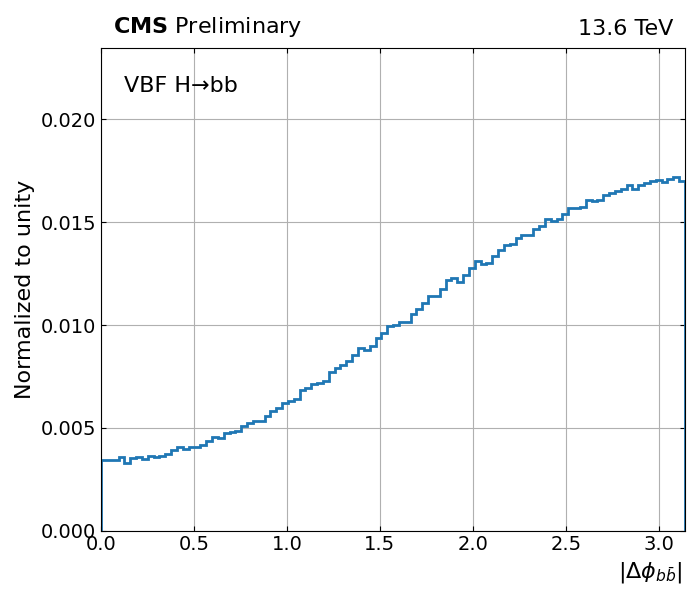 CMS Preliminary 13.6 TeV
VBF H→bb
Normalized to unity
0.020
0.015
0.010
0.005
0.000
0.0 0.5 1.0 1.5 2.0 2.5 3.0
|Δϕ_{bb̄}|